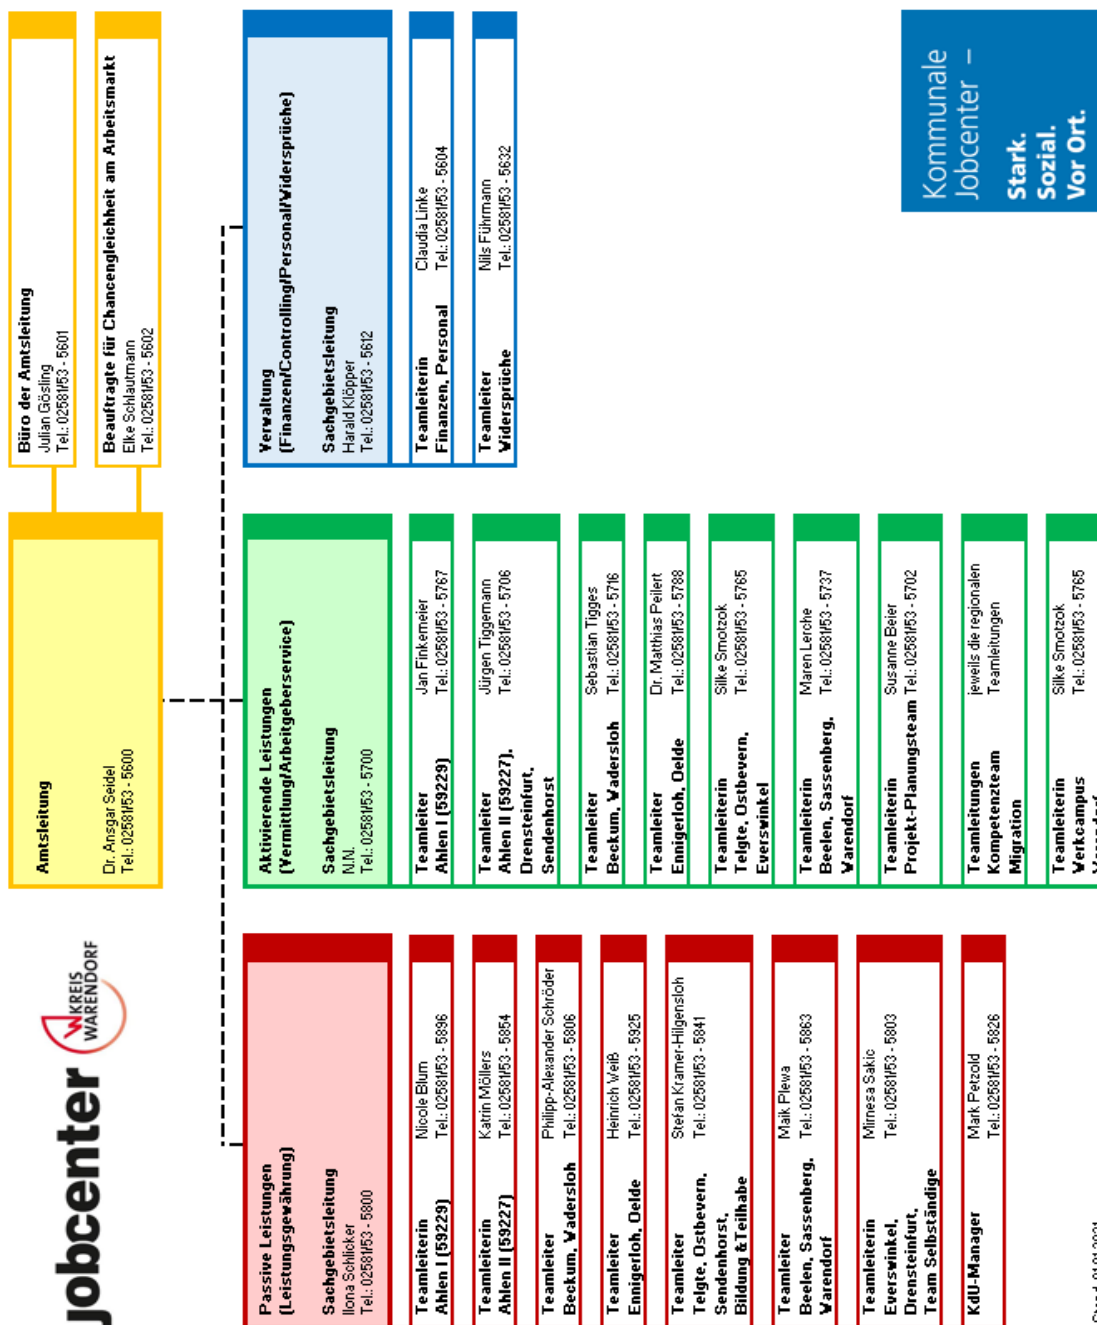 jobcenter
KREIS
WARENDORF
Amtsleitung
Dr. Ansgar Seidel
Tel.: 02581/53 - 5600
Büro der Amtsleitung
Julian Gösling
Tel.: 02581/53 - 5601
Beauftragte für Chancengleichheit am Arbeitsmarkt
Elke Schlautmann
Tel.: 02581/53 - 5602
Passive Leistungen
(Leistungsgewährung)
Sachgebietsleitung
Ilona Schlicker
Tel.: 02581/53 - 5800
Teamleiterin Nicole Blum
Ahlen I (59229) Tel.: 02581/53 - 5896
Teamleiterin Katrin Möllers
Ahlen II (59227) Tel.: 02581/53 - 5854
Teamleiter Philipp-Alexander Schröder
Beckum, Wadersloh Tel.: 02581/53 - 5806
Teamleiter Heinrich Weiß
Ennigerloh, Oelde Tel.: 02581/53 - 5925
Teamleiter Stefan Kramer-Hilgensloh
Telgte, Ostbevern, Tel.: 02581/53 - 5841
Sendenhorst,
Bildung & Teilhabe
Teamleiter Maik Plewa
Beelen, Sassenberg, Tel.: 02581/53 - 5863
Warendorf
Teamleiterin Mirnesa Sakic
Everswinkel, Tel.: 02581/53 - 5803
Drensteinfurt,
Team Selbständige
KdU-Manager Mark Petzold
Tel.: 02581/53 - 5826
Aktivierende Leistungen
(Vermittlung/Arbeitgeberservice)
Sachgebietsleitung
N.N.
Tel.: 02581/53 - 5700
Teamleiter Jan Finkemeier
Ahlen I (59229) Tel.: 02581/53 - 5767
Teamleiter Jürgen Tiggemann
Ahlen II (59227), Tel.: 02581/53 - 5706
Drensteinfurt,
Sendenhorst
Teamleiter Sebastian Tigges
Beckum, Wadersloh Tel.: 02581/53 - 5716
Teamleiter Dr. Matthias Peilert
Ennigerloh, Oelde Tel.: 02581/53 - 5788
Teamleiterin Silke Smotzok
Telgte, Ostbevern, Tel.: 02581/53 - 5765
Everswinkel
Teamleiterin Maren Lerche
Beelen, Sassenberg, Tel.: 02581/53 - 5737
Warendorf
Teamleiterin Susanne Beier
Projekt-Planungsteam Tel.: 02581/53 - 5702
Teamleitungen jeweils die regionalen
Kompetenzteam Teamleitungen
Migration
Teamleiterin Silke Smotzok
Werkcampus Tel.: 02581/53 - 5765
Warendorf
Verwaltung
(Finanzen/Controlling/Personal/Widersprüche)
Sachgebietsleitung
Harald Klöpper
Tel.: 02581/53 - 5612
Teamleiterin Claudia Linke
Finanzen, Personal Tel.: 02581/53 - 5604
Teamleiter Nils Führmann
Widersprüche Tel.: 02581/53 - 5632
Kommunale
Jobcenter –
Stark.
Sozial.
Vor Ort.
Stand: 01.01.2021